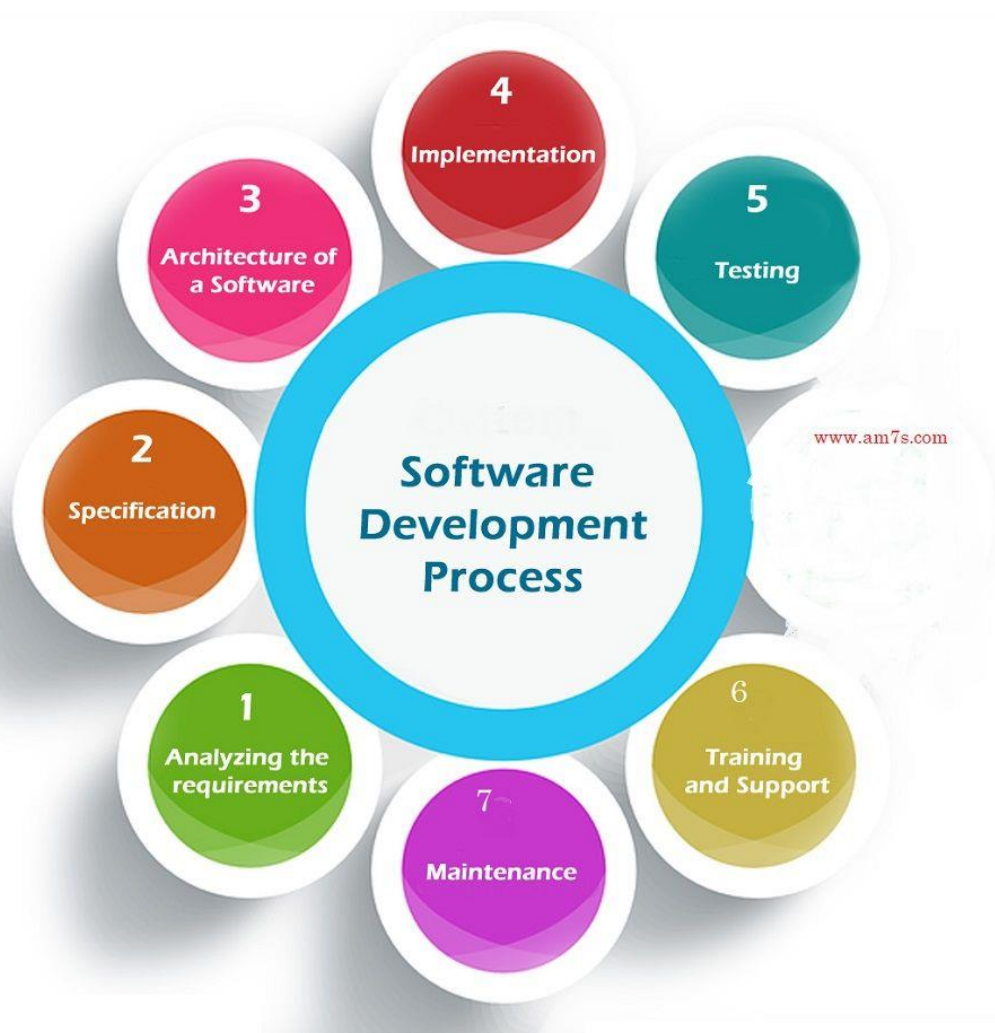 4
Implementation
3
Architecture of
a Software
5
Testing
2
Specification
www.am7s.com
Software
Development
Process
1
Analyzing the
requirements
6
Training
and Support
7
Maintenance